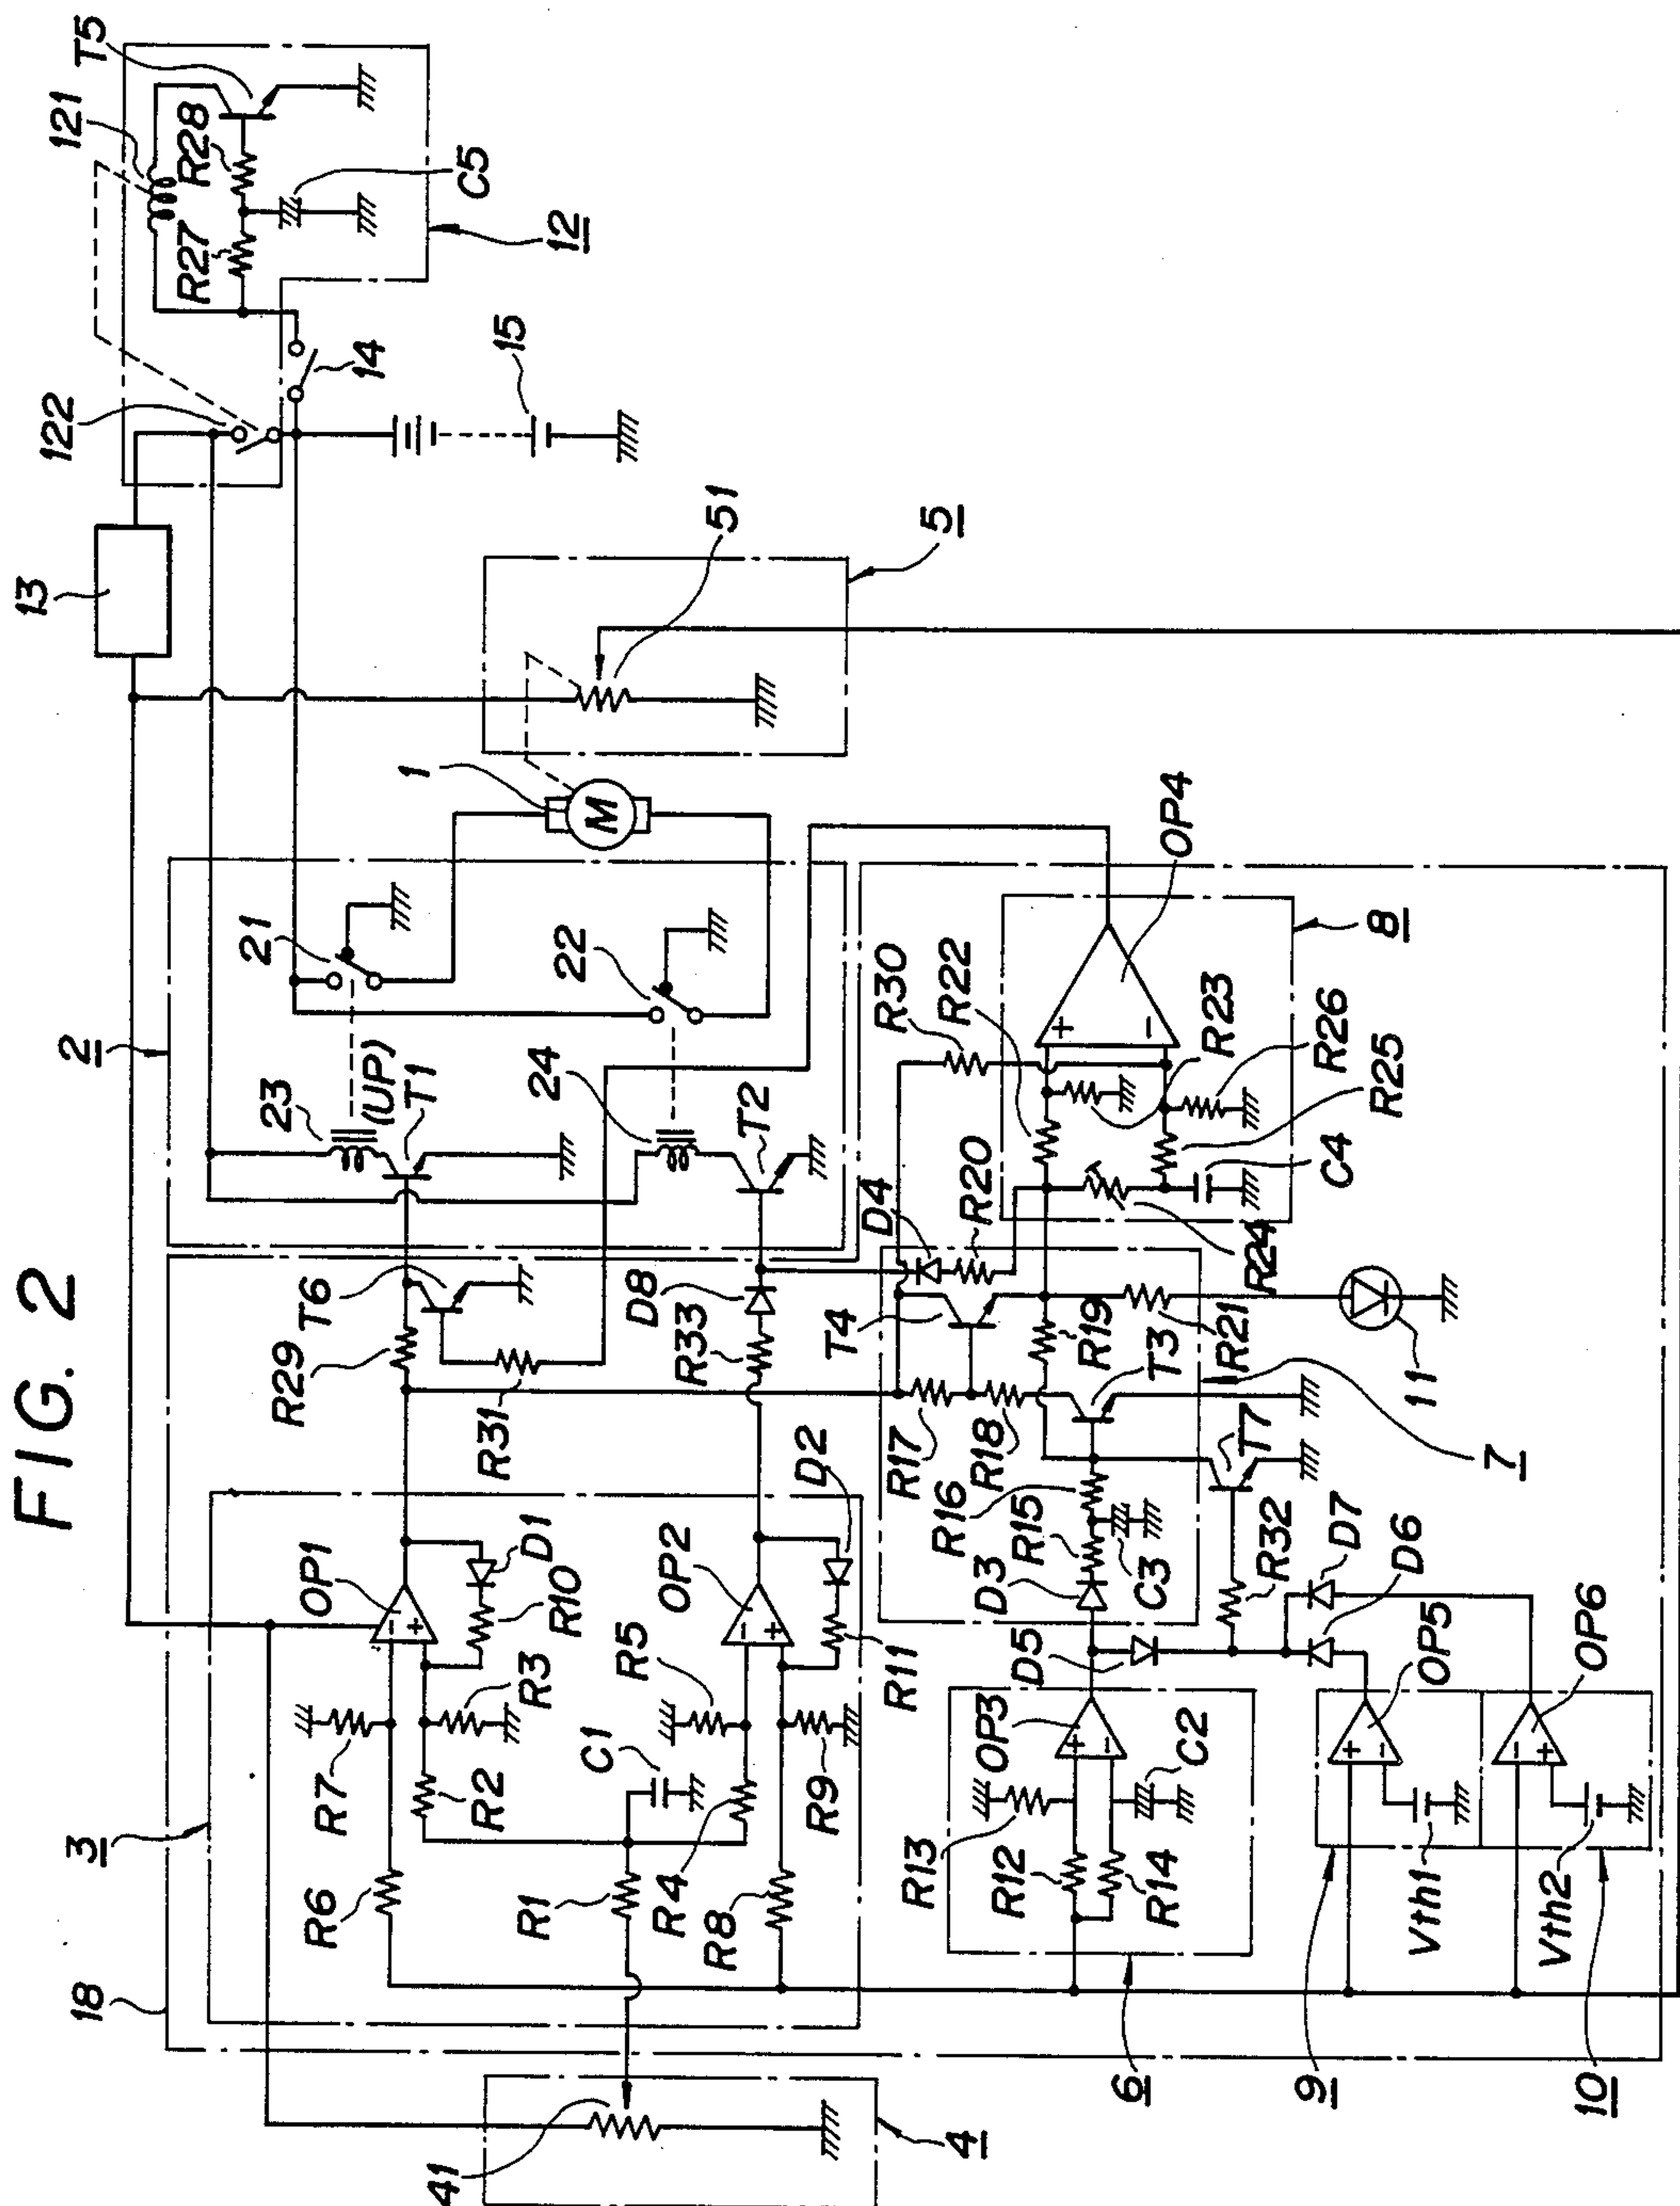 FIG. 2
18
3
R6
R7
R2
R3
OP1
D1
R10
R1
C1
R4
R5
R8
R9
OP2
R11
D2
41
4
2
23
(UP)
T1
21
22
24
T2
R29
T6
R31
R33
D8
1
M
13
122
121
T5
R27
R28
C5
12
14
15
51
5
6
R13
R12
R14
OP3
C2
D5
D3
R15
R16
C3
R17
R18
T3
T4
R19
D4
R20
R21
R24
7
T7
R32
D7
D6
11
R30
R22
R23
R26
R25
C4
OP4
8
9
Vth1
OP5
10
Vth2
OP6